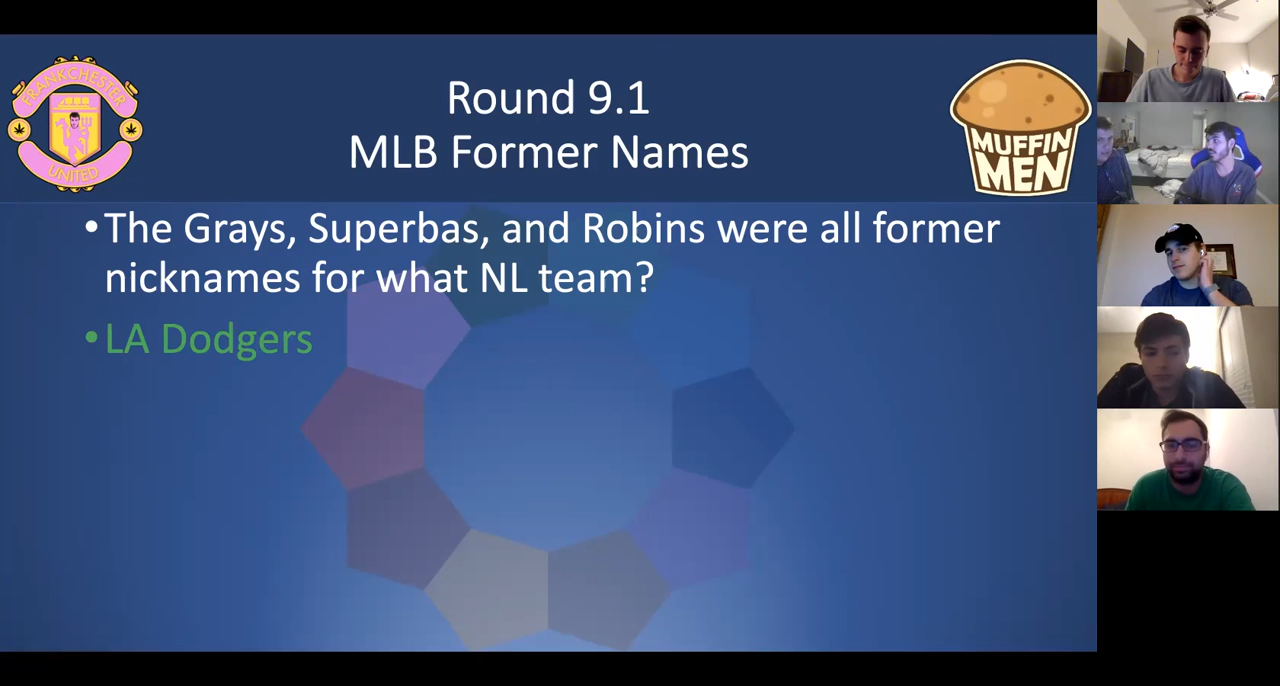 FRANKCHESTER
UNITED
Round 9.1
MLB Former Names
MUFFIN
MEN
•The Grays, Superbas, and Robins were all former
nicknames for what NL team?
•LA Dodgers